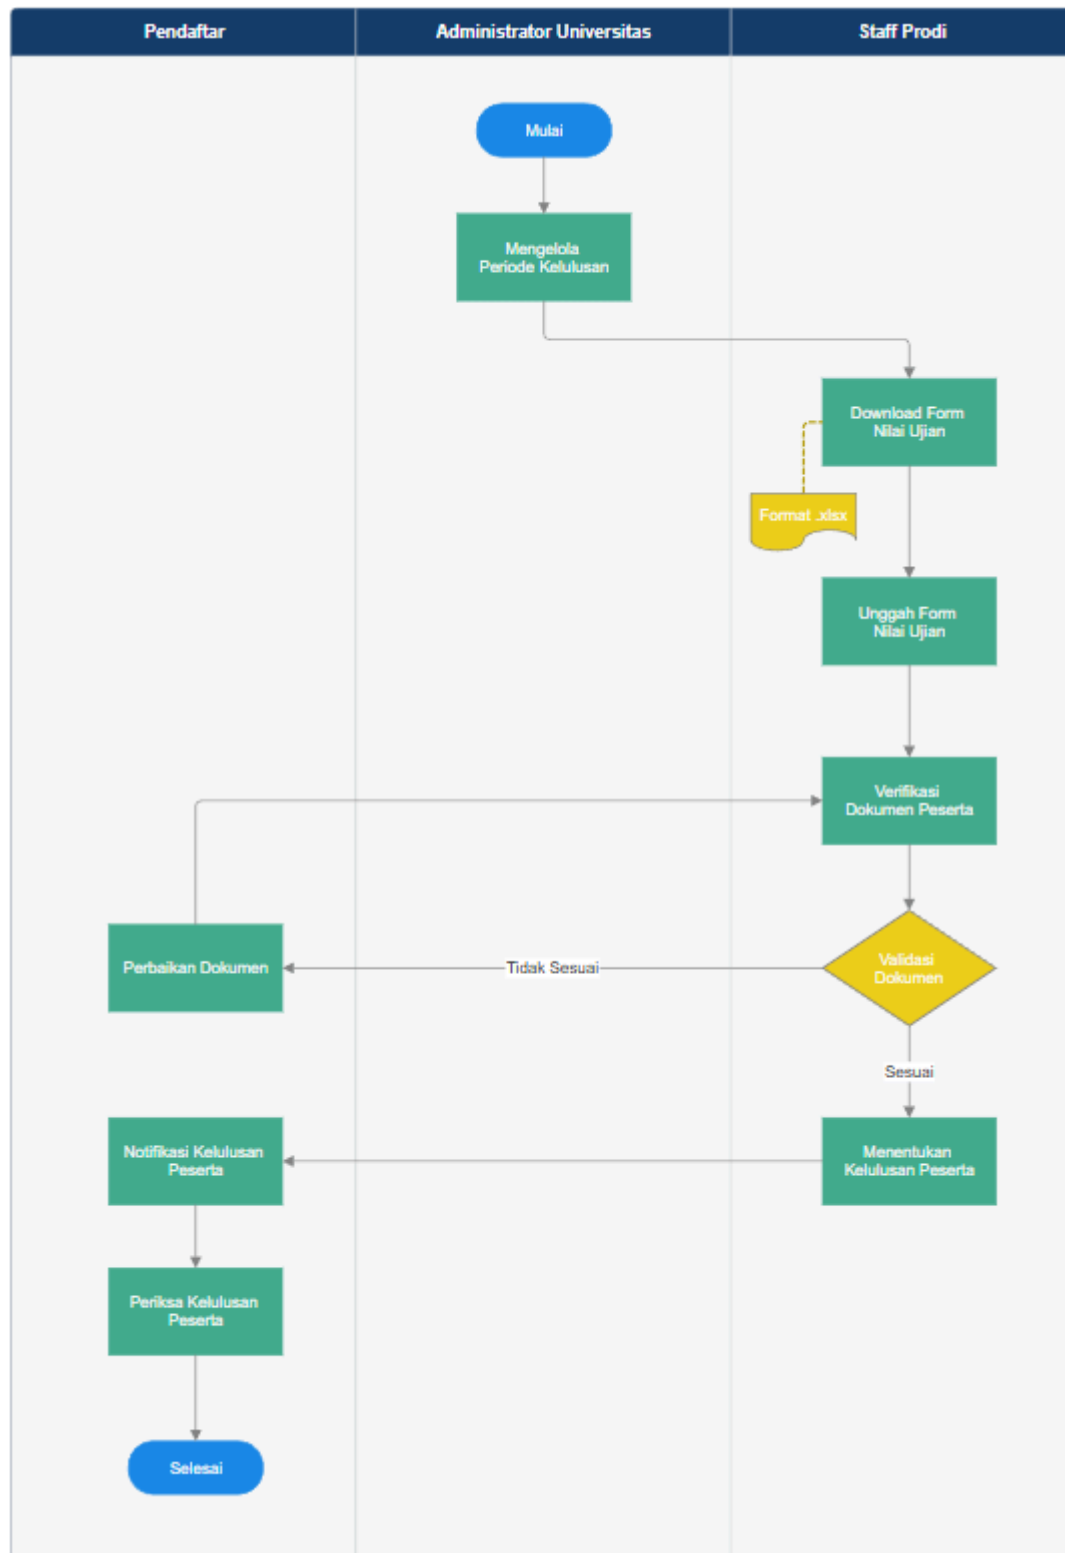 Pendaftar
Administrator Universitas
Staff Prodi
Mulai
Mengelola
Periode Kelulusan
Download Form
Nilai Ujian
Format .xlsx
Unggah Form
Nilai Ujian
Verifikasi
Dokumen Peserta
Perbaikan Dokumen
Tidak Sesuai
Validasi
Dokumen
Sesuai
Notifikasi Kelulusan
Peserta
Menentukan
Kelulusan Peserta
Periksa Kelulusan
Peserta
Selesai